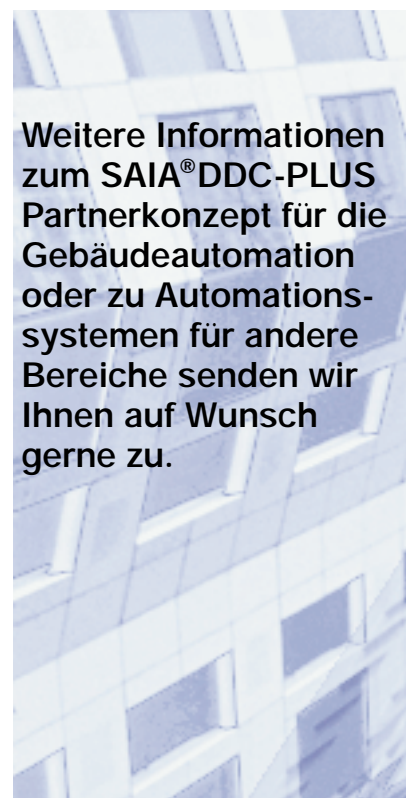 Weitere Informationen
zum SAIA®DDC-PLUS
Partnerkonzept für die
Gebäudeautomation
oder zu Automations-
systemen für andere
Bereiche senden wir
Ihnen auf Wunsch
gerne zu.